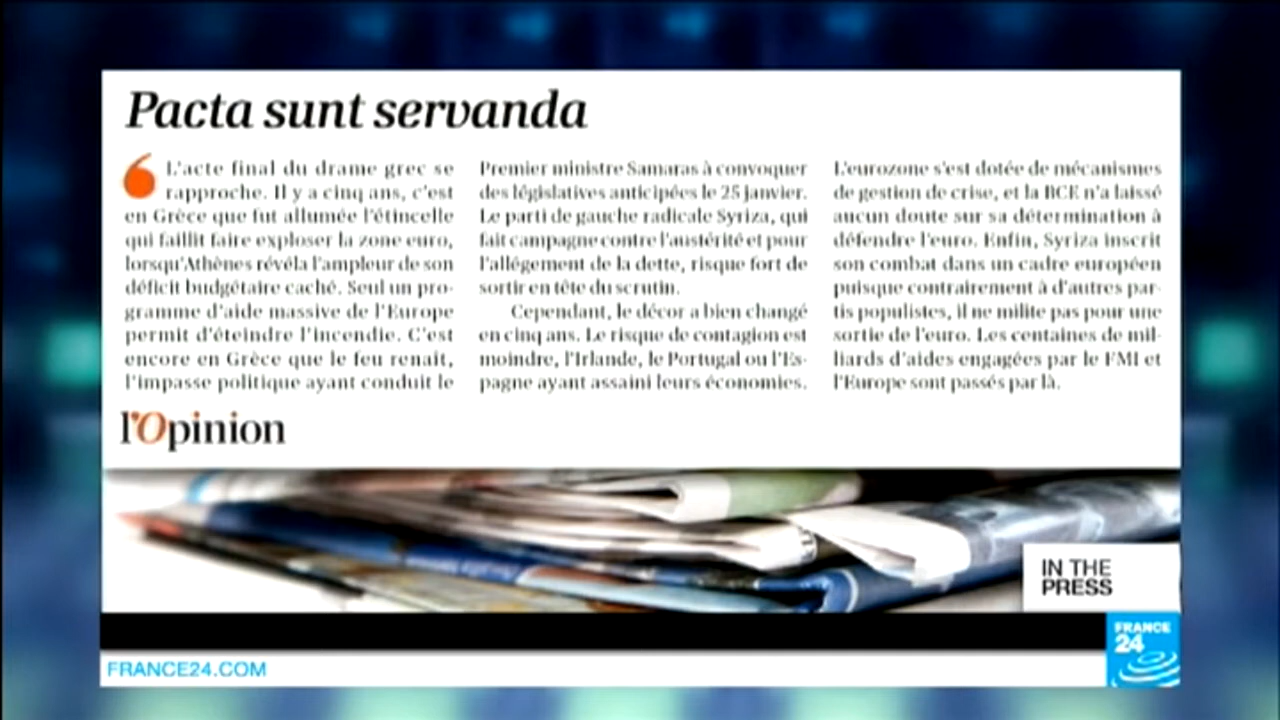 Pacta sunt servanda
L'acte final du drame grec se
rapproche. Il y a cinq ans, c'est
en Grèce que fut allumée l'étincelle
qui faillit faire exploser la zone euro,
lorsqu'Athènes révéla l'ampleur de son
déficit budgétaire caché. Seul un pro-
gramme d'aide massive de l'Europe
permit d'éteindre l'incendie. C'est
encore en Grèce que le feu renaît,
l'impasse politique ayant conduit le
Premier ministre Samaras à convoquer
des législatives anticipées le 25 janvier.
Le parti de gauche radicale Syriza, qui
fait campagne contre l'austérité et pour
l'allégement de la dette, risque fort de
sortir en tête du scrutin.
Cependant, le décor a bien changé
en cinq ans. Le risque de contagion est
moindre, l'Irlande, le Portugal ou l'Es-
pagne ayant assaini leurs économies.
L'eurozone s'est dotée de mécanismes
de gestion de crise, et la BCE n'a laissé
aucun doute sur sa détermination à
défendre l'euro. Enfin, Syriza inscrit
son combat dans un cadre européen
puisque contrairement à d'autres par-
tis populistes, il ne milite pas pour une
sortie de l'euro. Les centaines de mil-
liards d'aides engagées par le FMI et
l'Europe sont passés par là.
l'Opinion
IN THE
PRESS
FRANCE
24
FRANCE24.COM